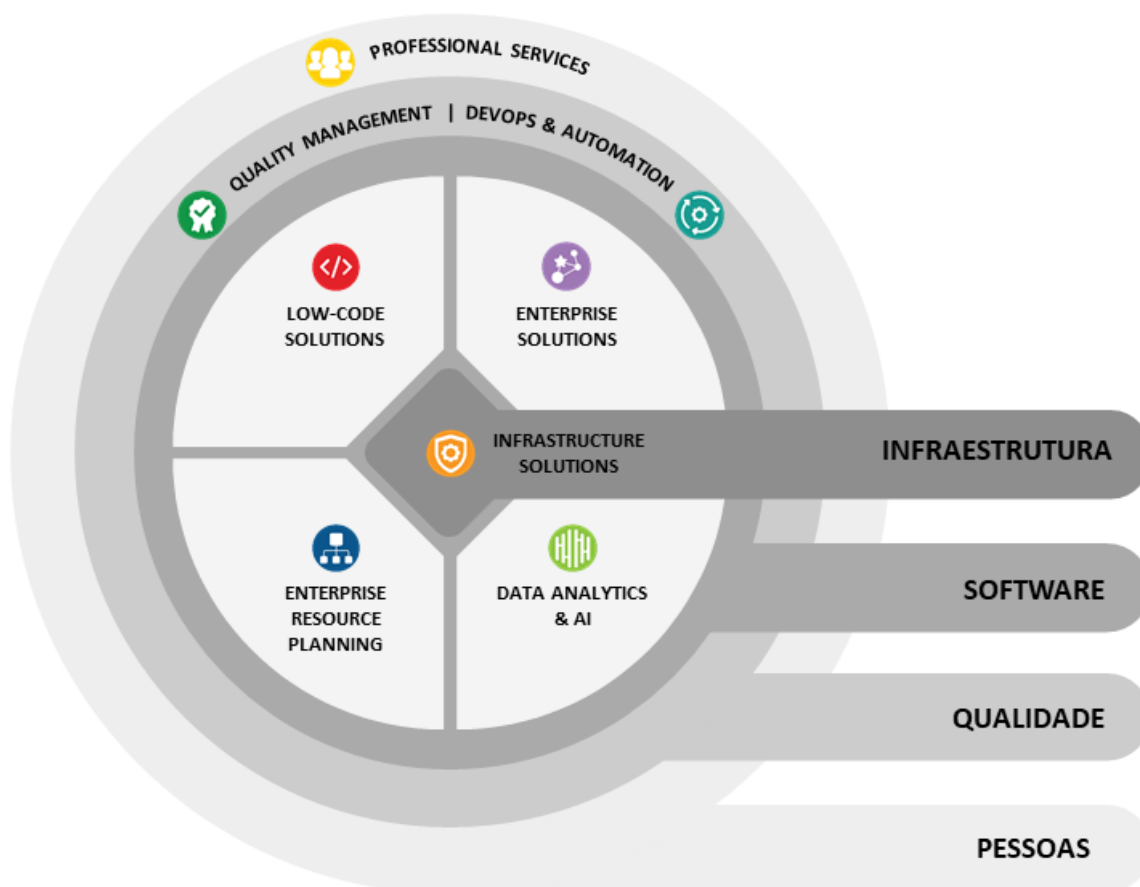 PROFESSIONAL SERVICES
QUALITY MANAGEMENT | DEVOPS & AUTOMATION
LOW-CODE
SOLUTIONS
ENTERPRISE
SOLUTIONS
INFRASTRUCTURE
SOLUTIONS
INFRAESTRUTURA
ENTERPRISE
RESOURCE
PLANNING
DATA ANALYTICS
& AI
SOFTWARE
QUALIDADE
PESSOAS